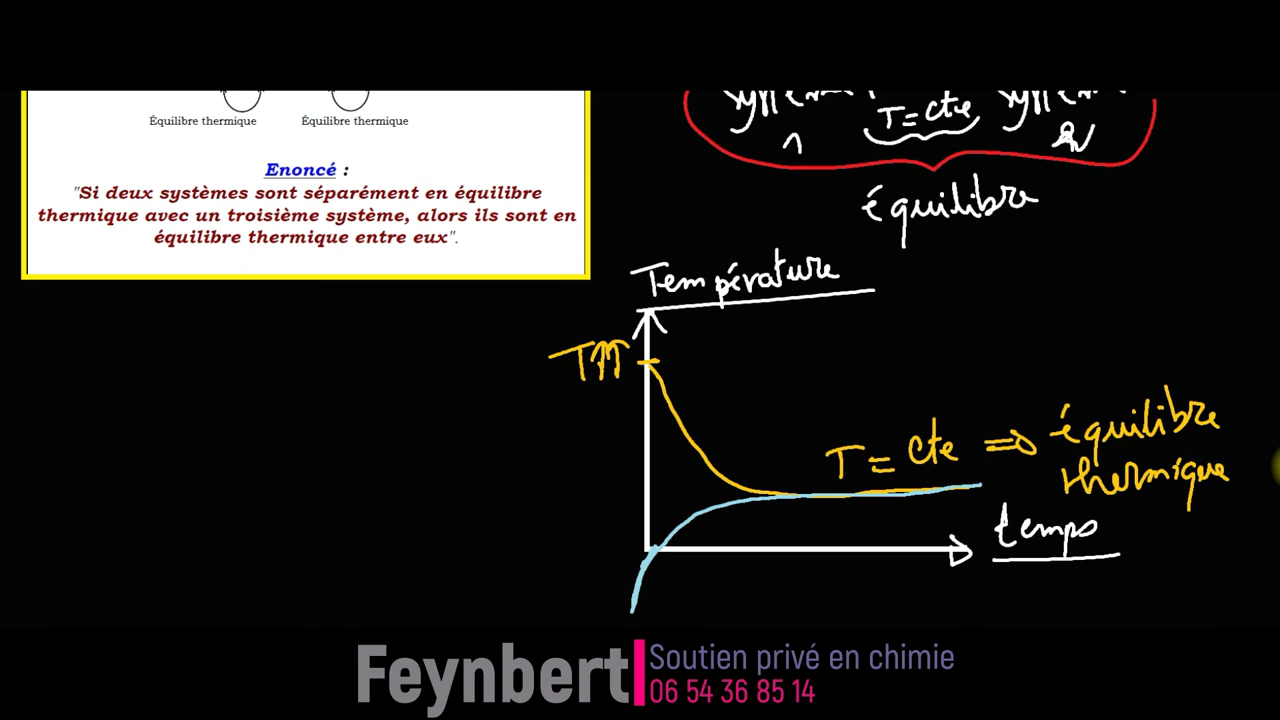 Équilibre thermique Équilibre thermique
Enoncé :
"Si deux systèmes sont séparément en équilibre
thermique avec un troisième système, alors ils sont en
équilibre thermique entre eux".
T = cte
1
2
équilibre
Température
T↑↑
T = cte ⇒ équilibre
thermique
temps
Feynbert
Soutien privé en chimie
06 54 36 85 14